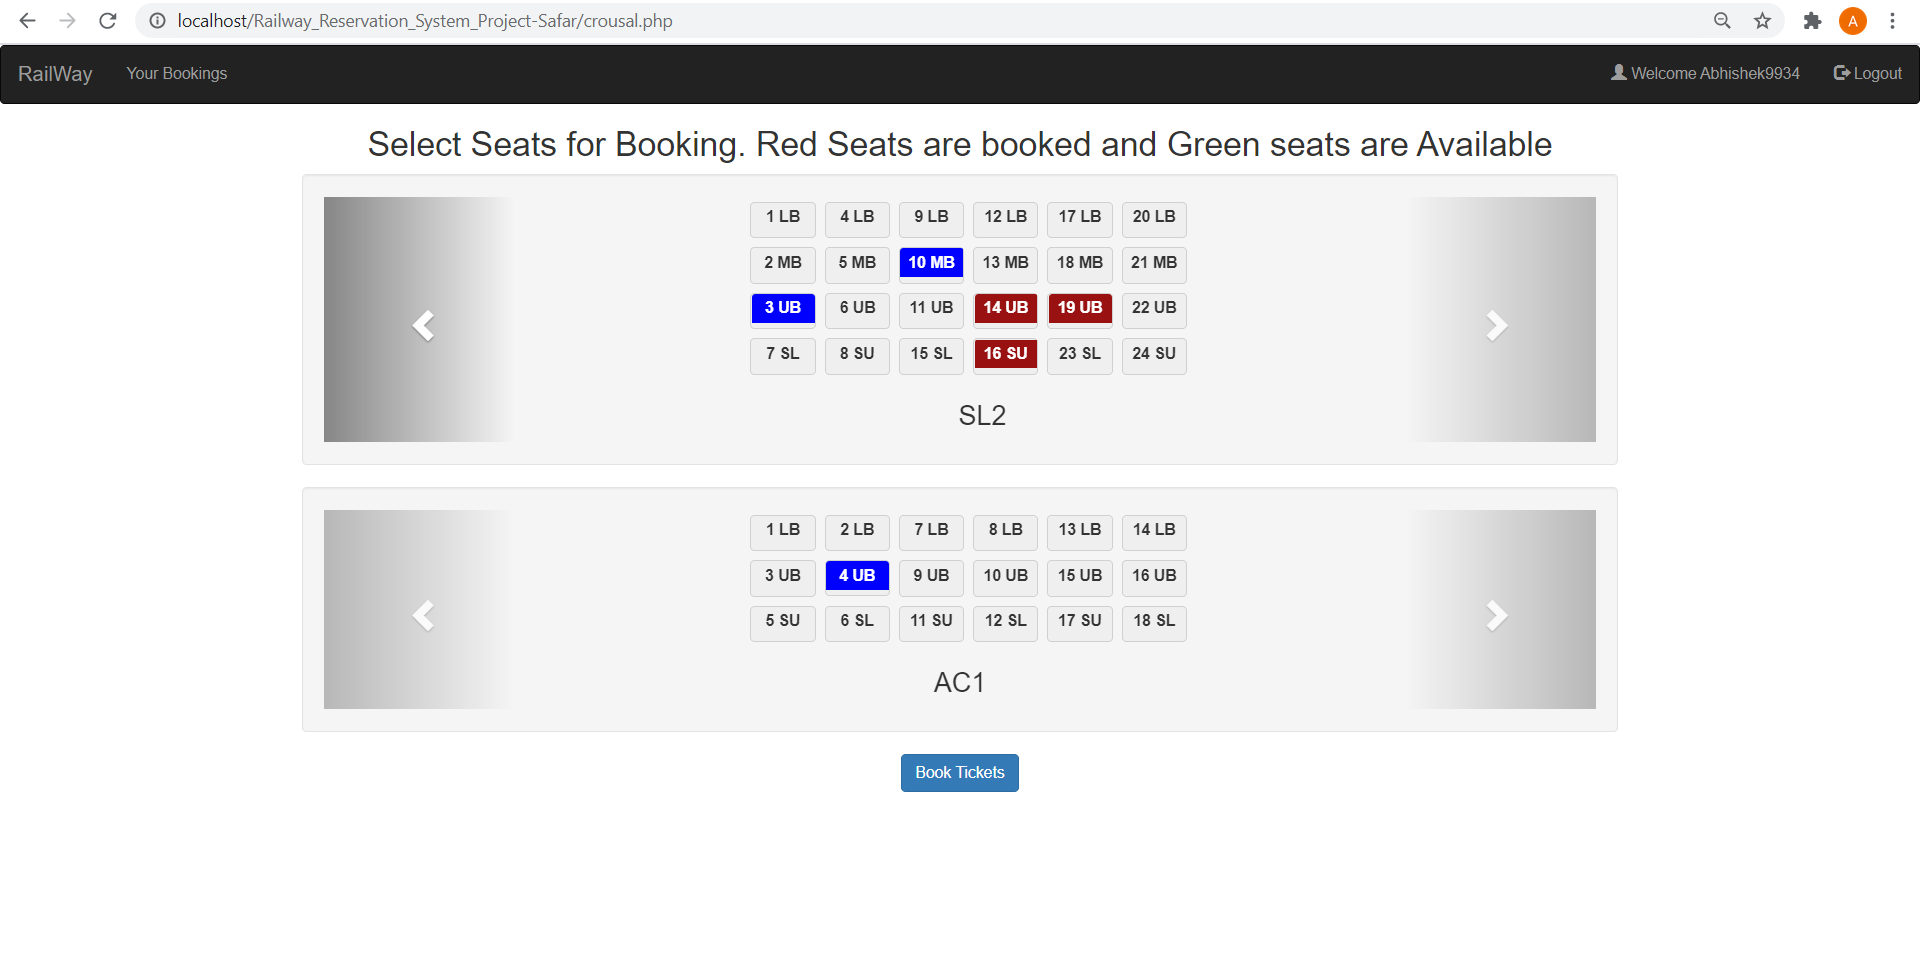 localhost/Railway_Reservation_System_Project-Safar/crousal.php
A
RailWay Your Bookings Welcome Abhishek9934 Logout
Select Seats for Booking. Red Seats are booked and Green seats are Available
1 LB 4 LB 9 LB 12 LB 17 LB 20 LB
2 MB 5 MB 10 MB 13 MB 18 MB 21 MB
3 UB 6 UB 11 UB 14 UB 19 UB 22 UB
7 SL 8 SU 15 SL 16 SU 23 SL 24 SU
SL2
1 LB 2 LB 7 LB 8 LB 13 LB 14 LB
3 UB 4 UB 9 UB 10 UB 15 UB 16 UB
5 SU 6 SL 11 SU 12 SL 17 SU 18 SL
AC1
Book Tickets